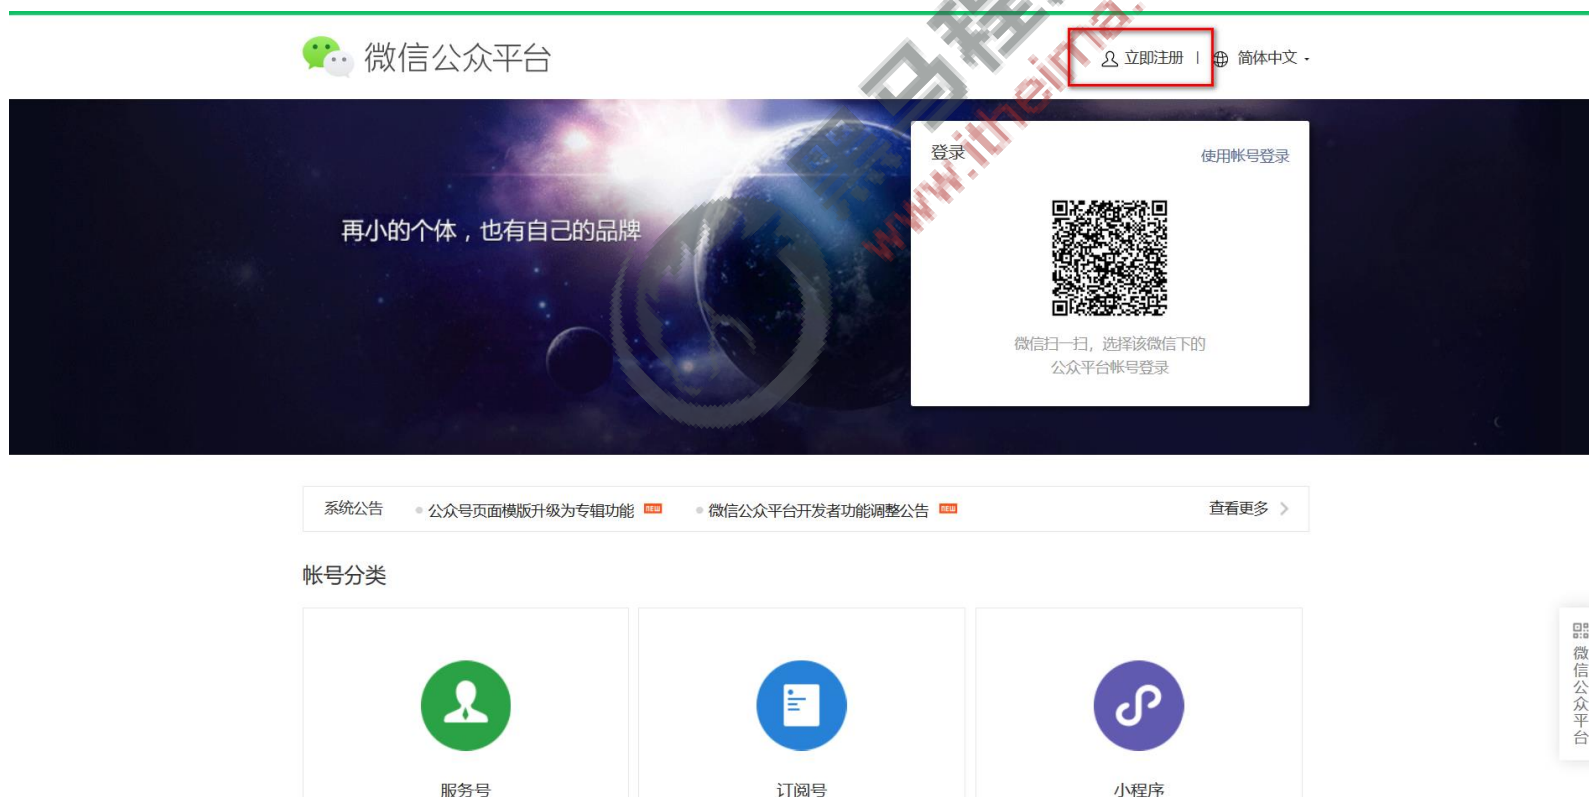 微信公众平台
立即注册 | 简体中文
登录
使用帐号登录
再小的个体，也有自己的品牌
微信扫一扫，选择该微信下的
公众平台帐号登录
系统公告
公众号页面模版升级为专辑功能 NEW
微信公众平台开发者功能调整公告 NEW
查看更多
帐号分类
服务号
订阅号
小程序
微信公众平台
黑马程
www.itheima.